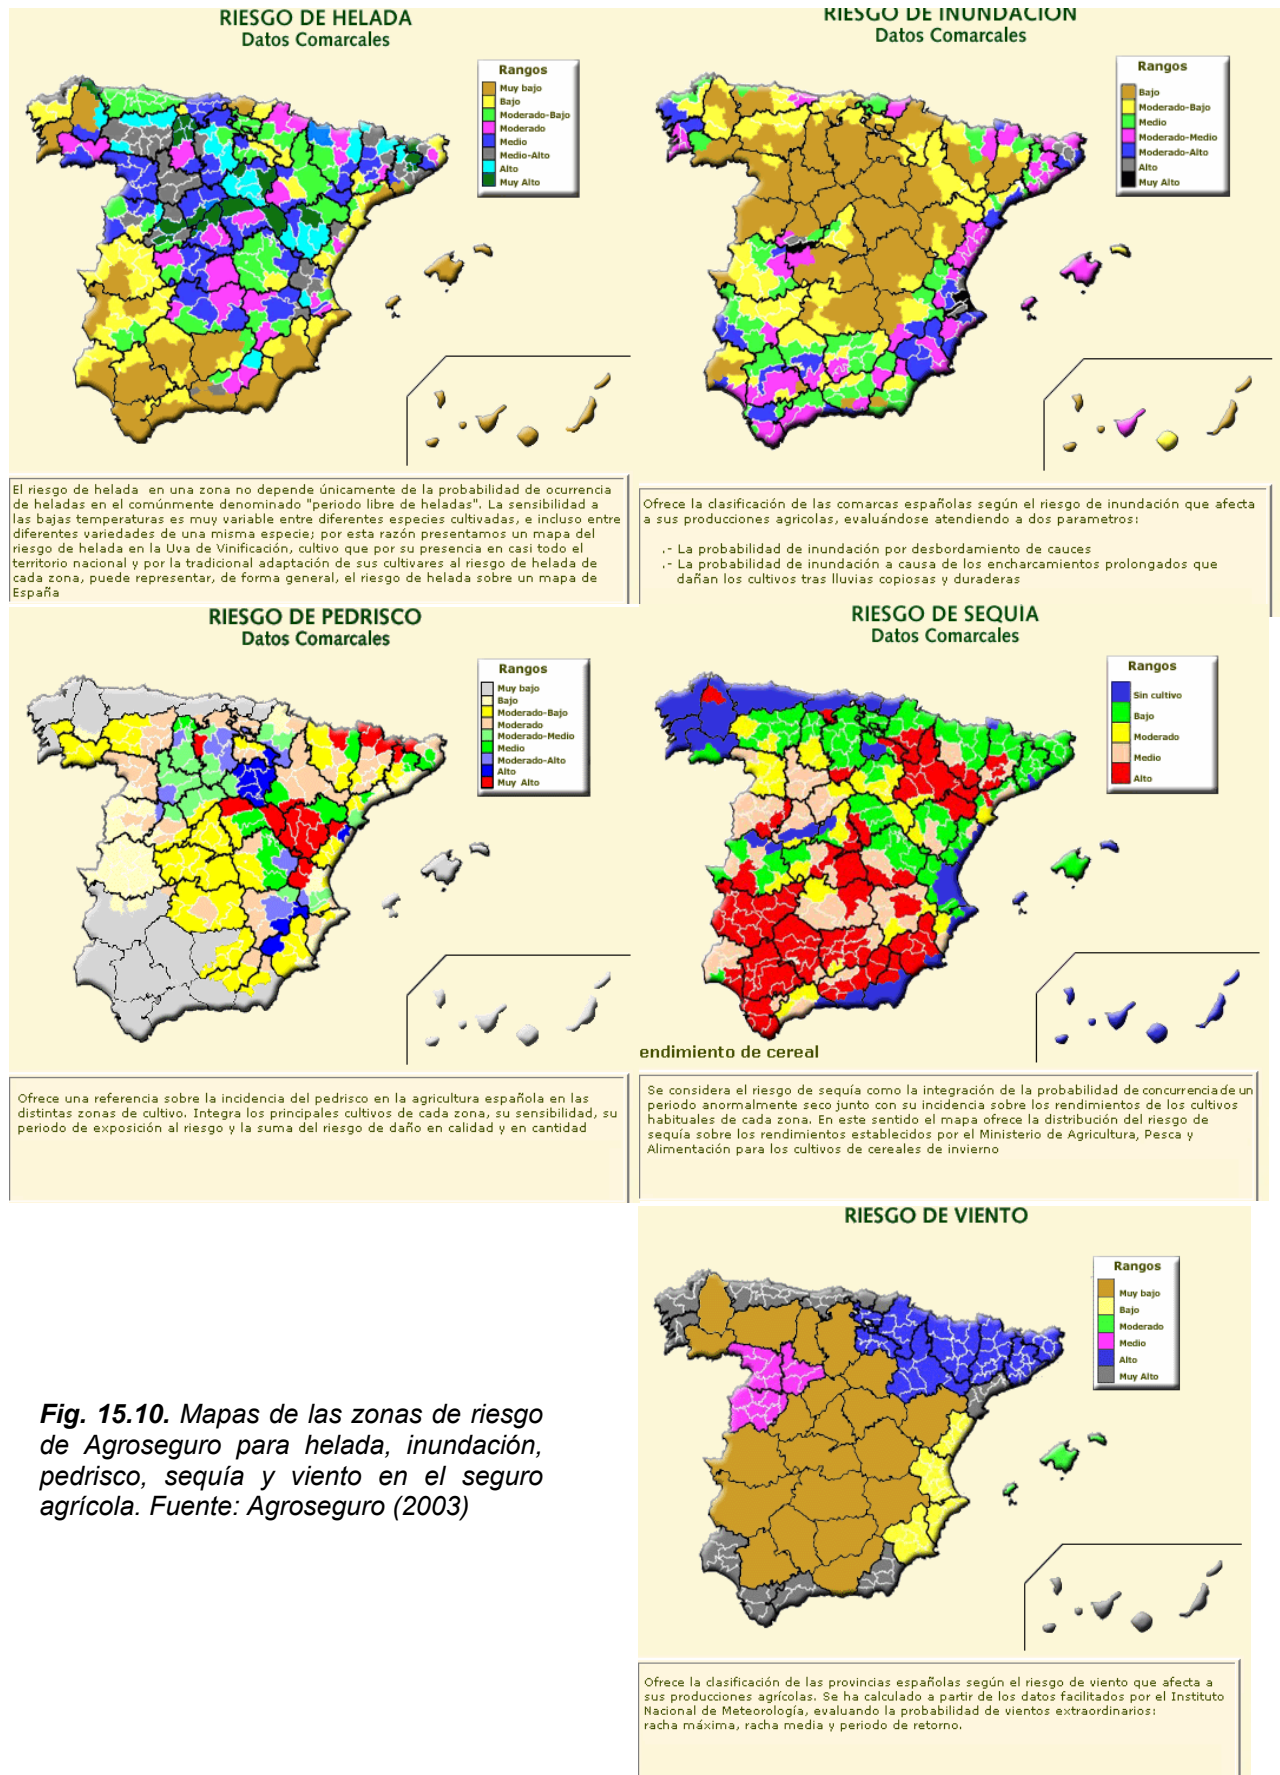 RIESGO DE HELADA
Datos Comarcales
Rangos
Muy bajo
Bajo
Moderado-Bajo
Moderado
Medio
Medio-Alto
Alto
Muy Alto
El riesgo de helada en una zona no depende únicamente de la probabilidad de ocurrencia
de heladas en el comúnmente denominado "periodo libre de heladas". La sensibilidad a
las bajas temperaturas es muy variable entre diferentes especies cultivadas, e incluso entre
diferentes variedades de una misma especie; por esta razón presentamos un mapa del
riesgo de helada en la Uva de Vinificación, cultivo que por su presencia en casi todo el
territorio nacional y por la tradicional adaptación de sus cultivares al riesgo de helada de
cada zona, puede representar, de forma general, el riesgo de helada sobre un mapa de
España
RIESGO DE INUNDACION
Datos Comarcales
Rangos
Bajo
Moderado-Bajo
Medio
Moderado-Medio
Moderado-Alto
Alto
Muy Alto
Ofrece la clasificación de las comarcas españolas según el riesgo de inundación que afecta
a sus producciones agricolas, evaluándose atendiendo a dos parametros:
.- La probabilidad de inundación por desbordamiento de cauces
.- La probabilidad de inundación a causa de los encharcamientos prolongados que
dañan los cultivos tras lluvias copiosas y duraderas
RIESGO DE PEDRISCO
Datos Comarcales
Rangos
Muy bajo
Bajo
Moderado-Bajo
Moderado
Moderado-Medio
Medio
Moderado-Alto
Alto
Muy Alto
Ofrece una referencia sobre la incidencia del pedrisco en la agricultura española en las
distintas zonas de cultivo. Integra los principales cultivos de cada zona, su sensibilidad, su
periodo de exposición al riesgo y la suma del riesgo de daño en calidad y en cantidad
RIESGO DE SEQUÍA
Datos Comarcales
Rangos
Sin cultivo
Bajo
Moderado
Medio
Alto
endimiento de cereal
Se considera el riesgo de sequía como la integración de la probabilidad de concurrencia de un
periodo anormalmente seco junto con su incidencia sobre los rendimientos de los cultivos
habituales de cada zona. En este sentido el mapa ofrece la distribución del riesgo de
sequía sobre los rendimientos establecidos por el Ministerio de Agricultura, Pesca y
Alimentación para los cultivos de cereales de invierno
RIESGO DE VIENTO
Rangos
Muy bajo
Bajo
Moderado
Medio
Alto
Muy Alto
Ofrece la clasificación de las provincias españolas según el riesgo de viento que afecta a
sus producciones agrícolas. Se ha calculado a partir de los datos facilitados por el Instituto
Nacional de Meteorología, evaluando la probabilidad de vientos extraordinarios:
racha máxima, racha media y periodo de retorno.
Fig. 15.10. Mapas de las zonas de riesgo
de Agroseguro para helada, inundación,
pedrisco, sequía y viento en el seguro
agrícola. Fuente: Agroseguro (2003)